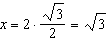 x = 2 · √3/2 = √3